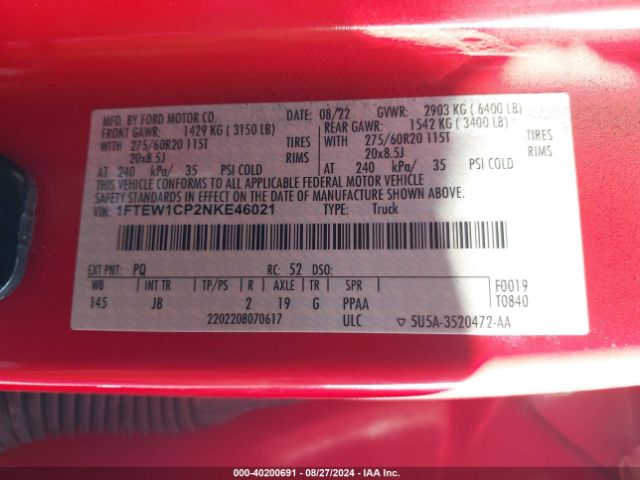 MFD. BY FORD MOTOR CO. DATE: 08/22 GVWR: 2903 KG (6400 LB)
FRONT GAWR: 1429 KG (3150 LB) REAR GAWR: 1542 KG (3400 LB)
WITH 275/60R20 115T TIRES WITH 275/60R20 115T TIRES
20x8.5J RIMS 20x8.5J RIMS
AT 240 kPa/ 35 PSI COLD AT 240 kPa/ 35 PSI COLD
THIS VEHICLE CONFORMS TO ALL APPLICABLE FEDERAL MOTOR VEHICLE
SAFETY STANDARDS IN EFFECT ON THE DATE OF MANUFACTURE SHOWN ABOVE.
VIN: 1FTEW1CP2NKE46021 TYPE: Truck
EXT PNT: PQ RC: 52 DSO:
WB INT TR TP/PS R AXLE TR SPR F0019
145 JB 2 19 G PPAA T0840
2202208070617 ULC ▽ 5U5A-3520472-AA
000-40200691 - 08/27/2024 - IAA Inc.